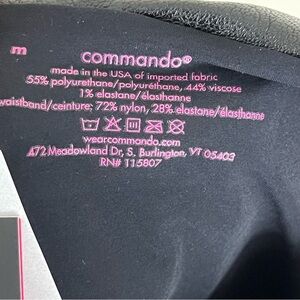 m
commando®
made in the USA of imported fabric
55% polyurethane/polyuréthane, 44% viscose
1% elastane/élasthanne
waistband/ceinture: 72% nylon, 28% elastane/élasthanne
wearcommando.com
A72 Meadowland Dr, S. Burlington, VT 05403
RN# 115807